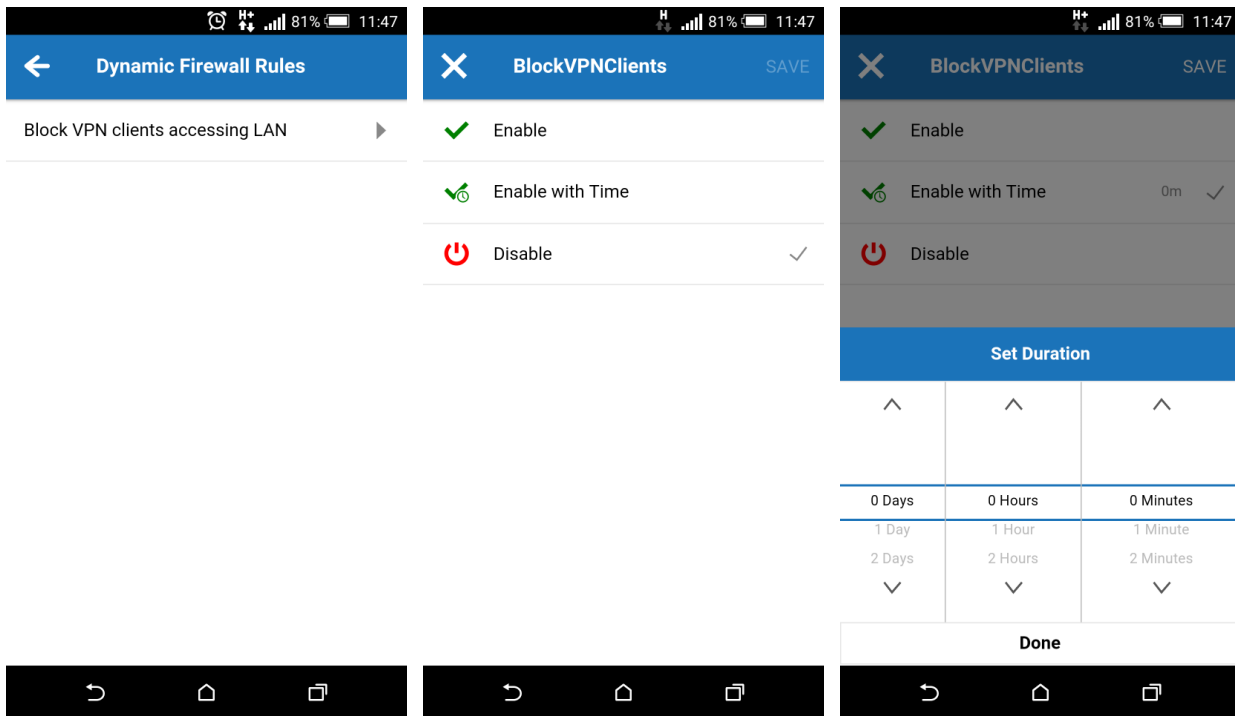 81% 11:47
Dynamic Firewall Rules
Block VPN clients accessing LAN
H 81% 11:47
BlockVPNClients SAVE
Enable
Enable with Time
Disable
H+ 81% 11:47
BlockVPNClients SAVE
Enable
Enable with Time 0m
Disable
Set Duration
0 Days 0 Hours 0 Minutes
1 Day 1 Hour 1 Minute
2 Days 2 Hours 2 Minutes
Done